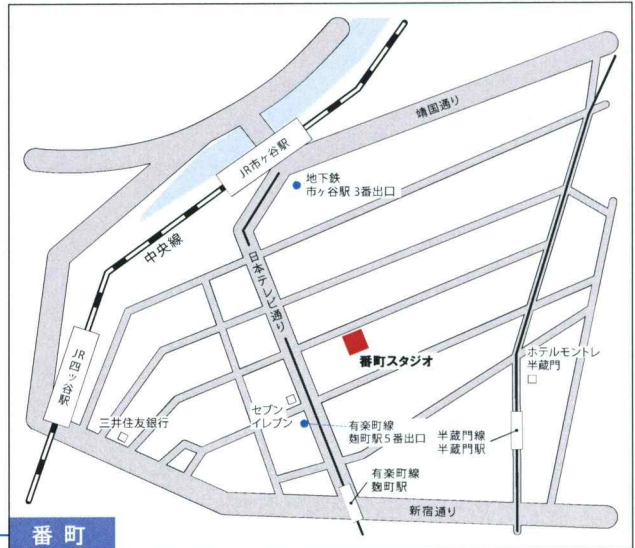 靖国通り
JR市ヶ谷駅
地下鉄
市ヶ谷駅 3番出口
中央線
日本テレビ通り
JR四ッ谷駅
番町スタジオ
ホテルモントレ
半蔵門
三井住友銀行
セブン
イレブン
有楽町線
麹町駅5番出口
半蔵門線
半蔵門駅
有楽町線
麹町駅
新宿通り
番町